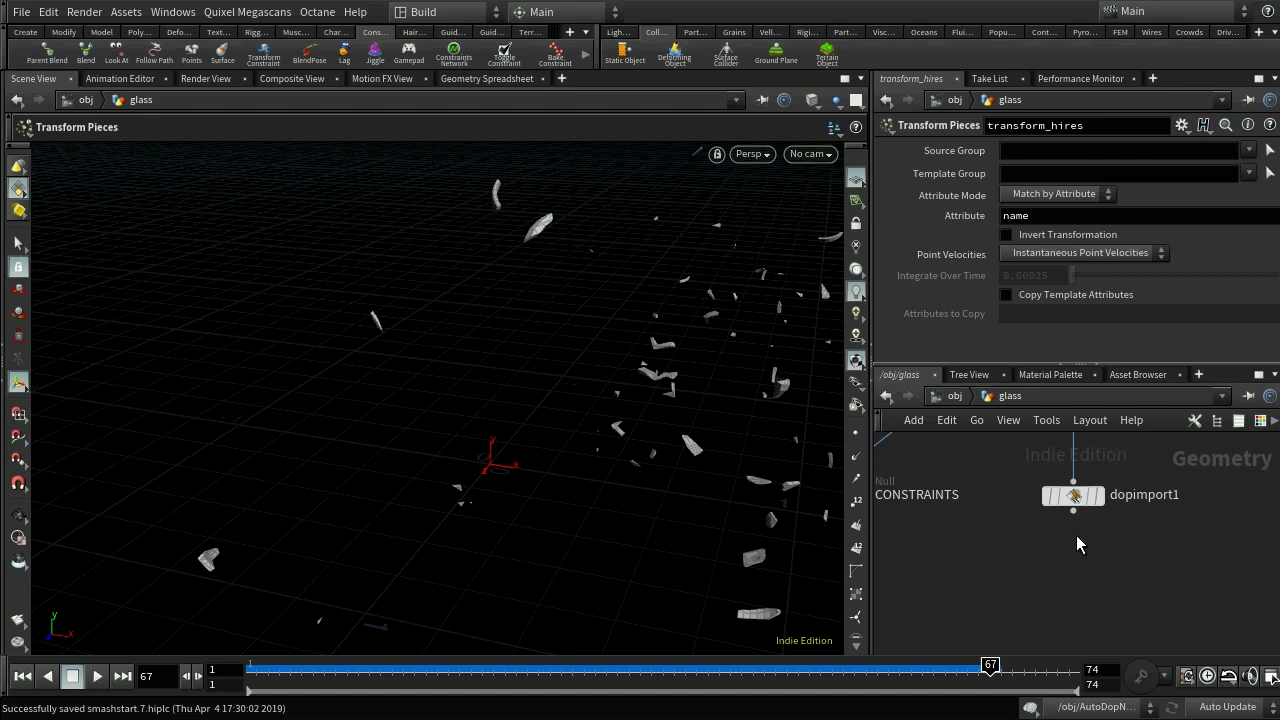 File Edit Render Assets Windows Quixel Megascans Octane Help Build Main Main
Create Modify Model Poly... Defo... Text... Rigg... Musc... Char... Cons... Hair... Guid... Guid... Terr... Ligh... Coll... Part... Grains Vell... Rigi... Part... Visc... Oceans Flui... Popu... Cont... Pyro... FEM Wires Crowds Driv...
Parent Blend Blend Look At Follow Path Points Surface Transform Constraint BlendPose Lag Jiggle Constraints Network Toggle Constraint Bake Constraint Static Object Deforming Object Surface Collider Ground Plane Terrain Object
Scene View Animation Editor Render View Composite View Motion FX View Geometry Spreadsheet
obj glass
Transform Pieces
Persp No cam
Indie Edition
transform_hires Take List Performance Monitor
obj glass
Transform Pieces transform_hires
Source Group
Template Group
Attribute Mode Match by Attribute
Attribute name
Invert Transformation
Point Velocities Instantaneous Point Velocities
Integrate Over Time 0.00025
Copy Template Attributes
Attributes to Copy
/obj/glass Tree View Material Palette Asset Browser
obj glass
Add Edit Go View Tools Layout Help
Indie Edition Geometry
Null
CONSTRAINTS dopimport1
67 1 1 67 74
1 74
Successfully saved smashstart.7.hiplc (Thu Apr 4 17:30:02 2019) /obj/AutoDopN... Auto Update